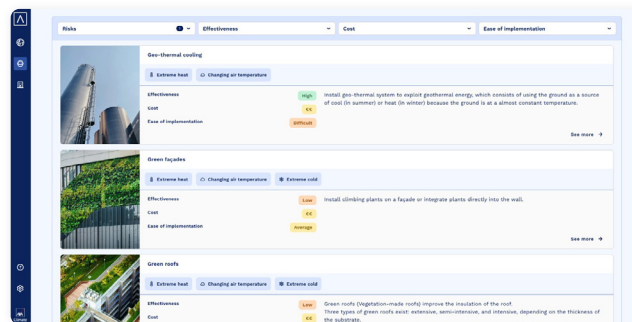 Risks
Effectiveness
Cost
Ease of implementation
Geo-thermal cooling
Extreme heat
Changing air temperature
Effectiveness
High
Install geo-thermal system to exploit geothermal energy, which consists of using the ground as a source
of cool (in summer) or heat (in winter) because the ground is at a almost constant temperature.
Cost
€€
Ease of implementation
Difficult
See more →
Green façades
Extreme heat
Changing air temperature
Extreme cold
Effectiveness
Low
Install climbing plants on a façade or integrate plants directly into the wall.
Cost
€€
Ease of implementation
Average
See more →
Green roofs
Extreme heat
Changing air temperature
Extreme cold
Effectiveness
Low
Green roofs (Vegetation-made roofs) improve the insulation of the roof.
Three types of green roofs exist: extensive, semi-intensive, and intensive, depending on the thickness of
Cost
€€
the substrate.